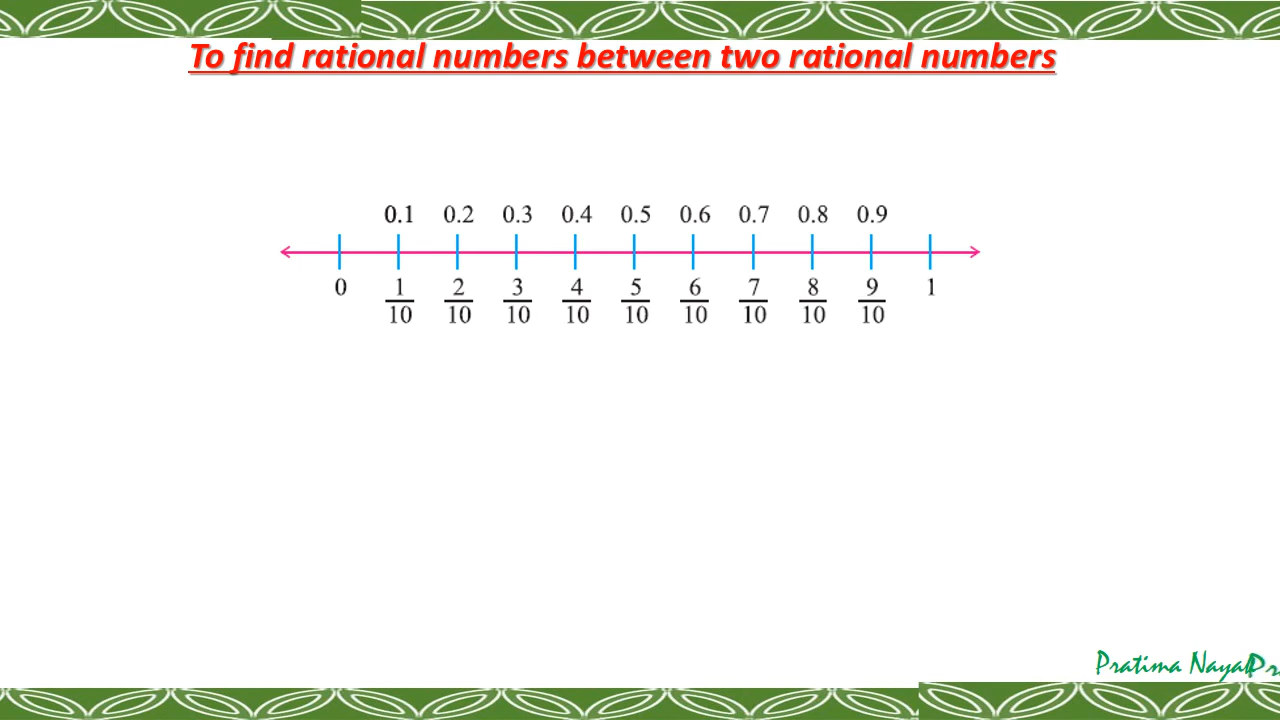 To find rational numbers between two rational numbers
0.1 0.2 0.3 0.4 0.5 0.6 0.7 0.8 0.9
0 1/10 2/10 3/10 4/10 5/10 6/10 7/10 8/10 9/10 1
Pratima Nayak